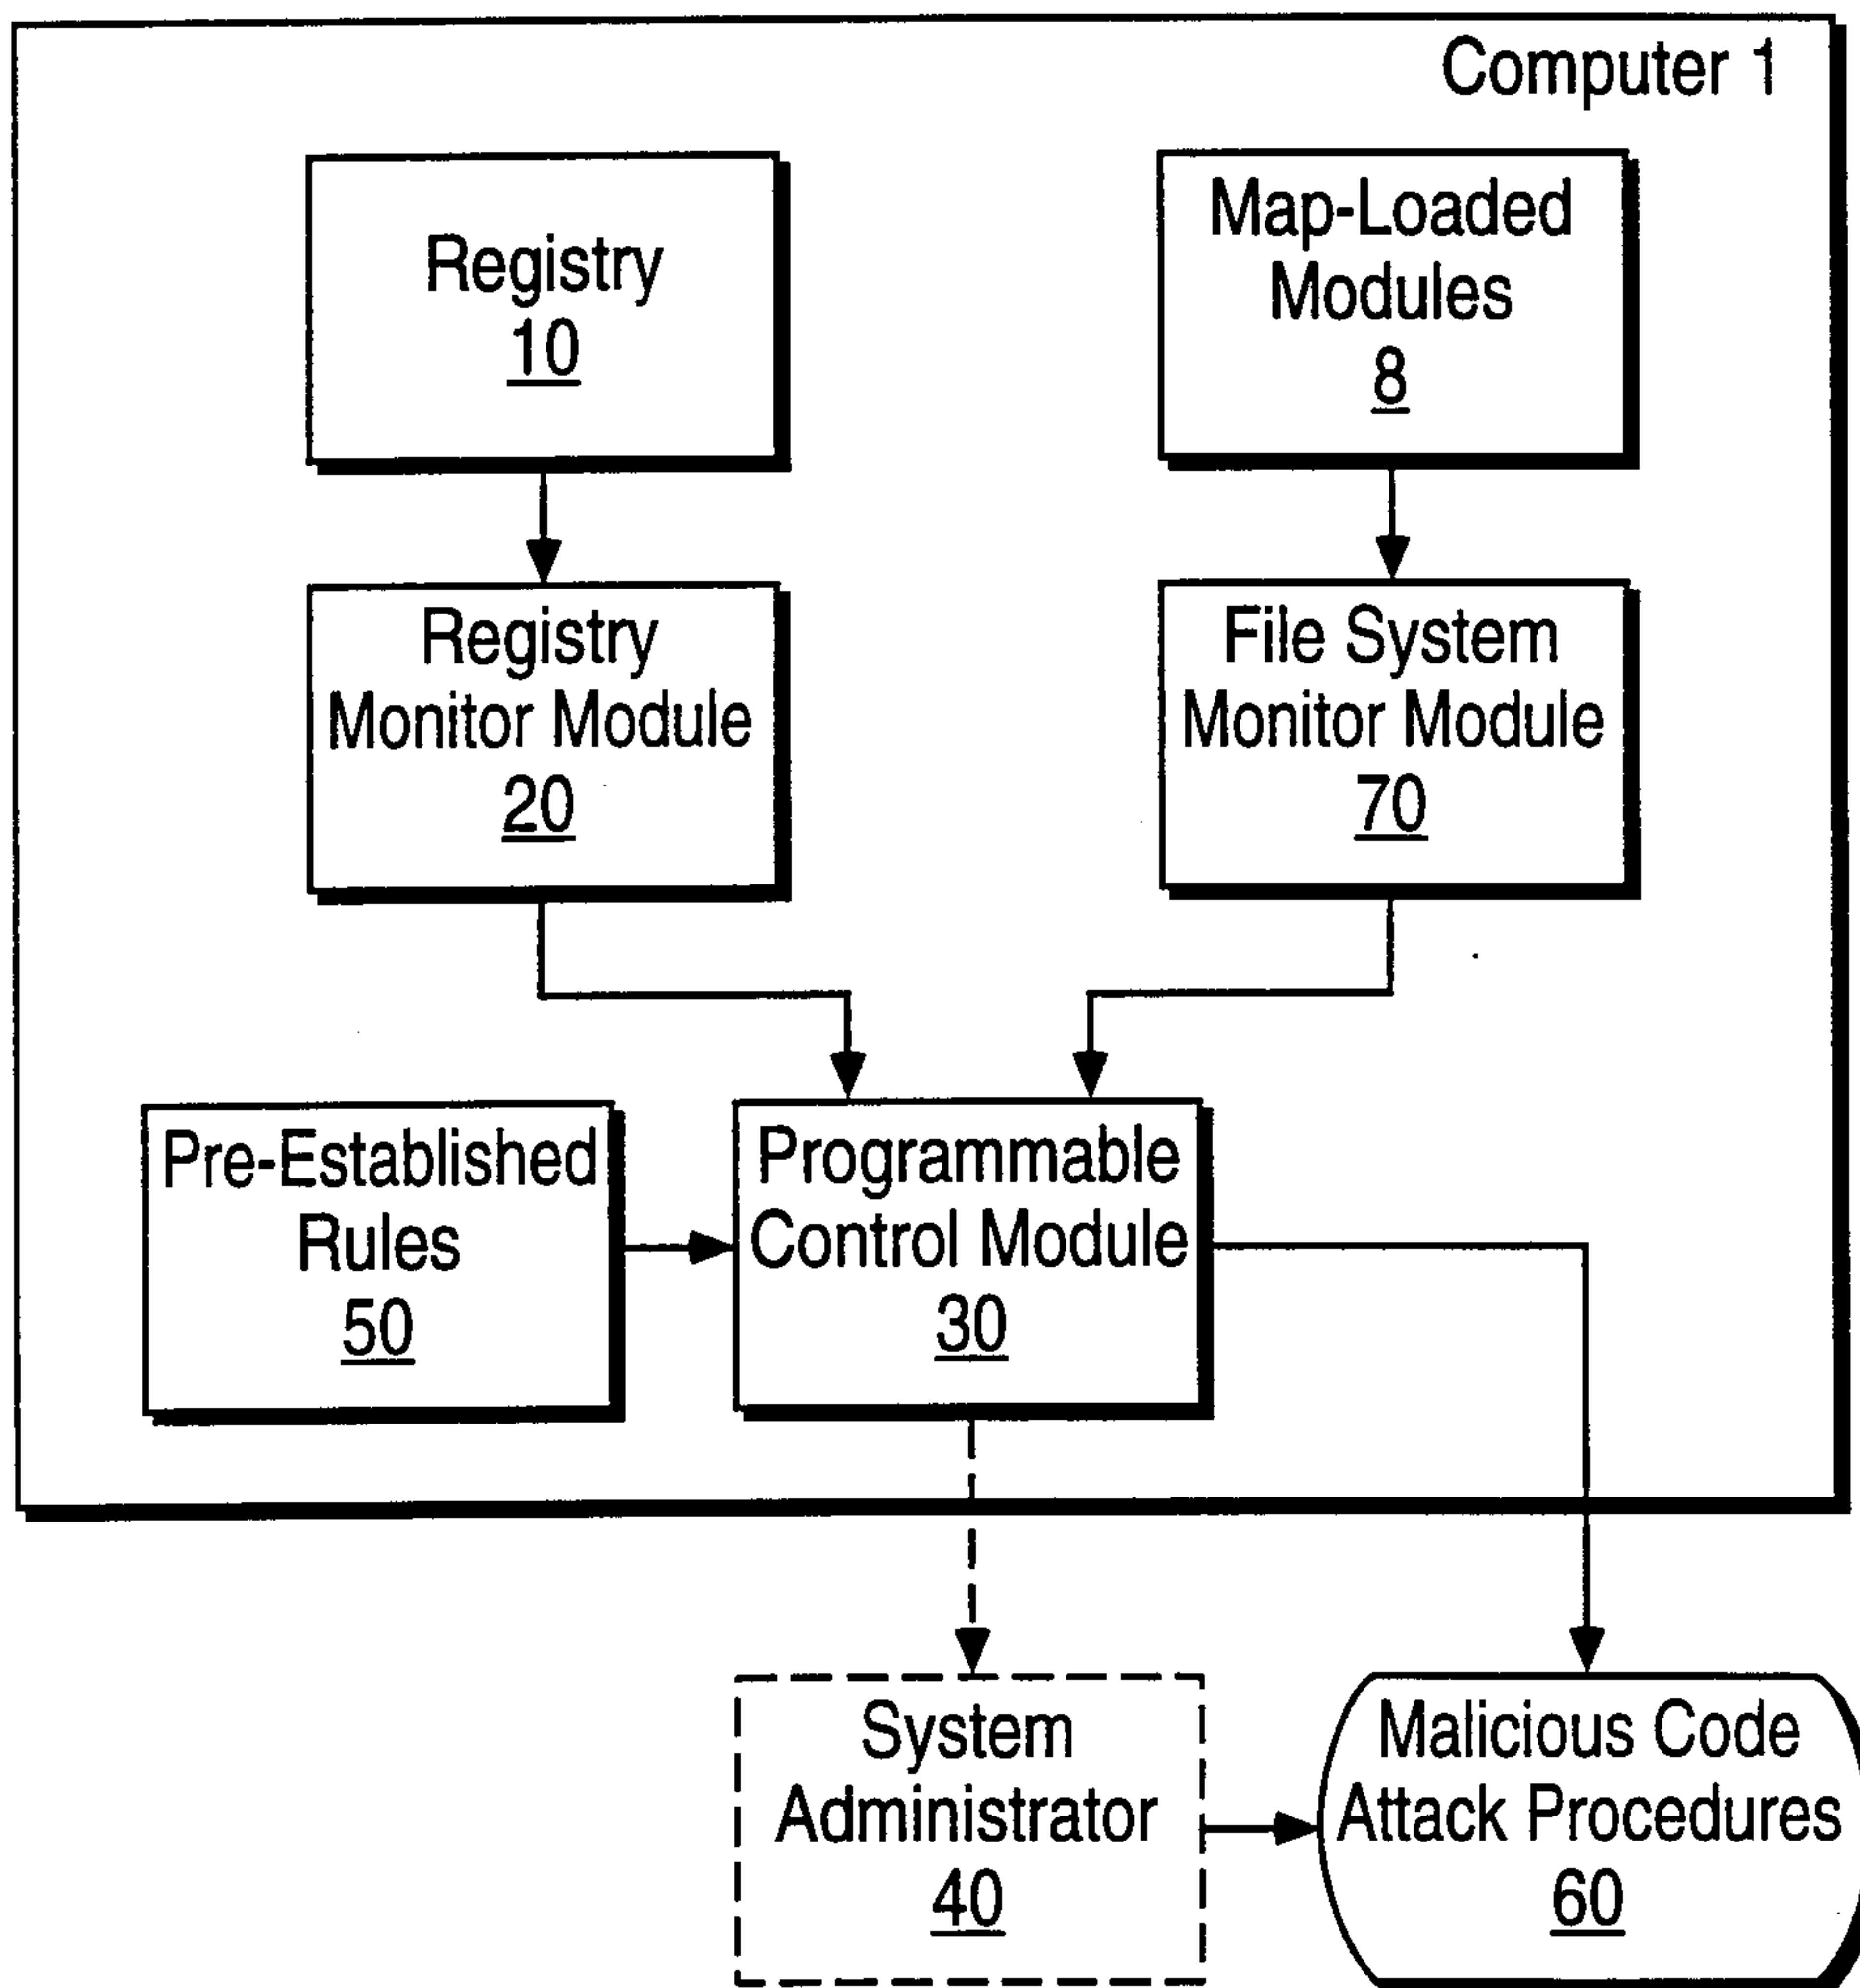 Computer 1
Registry
10
Map-Loaded
Modules
8
Registry
Monitor Module
20
File System
Monitor Module
70
Pre-Established
Rules
50
Programmable
Control Module
30
System
Administrator
40
Malicious Code
Attack Procedures
60